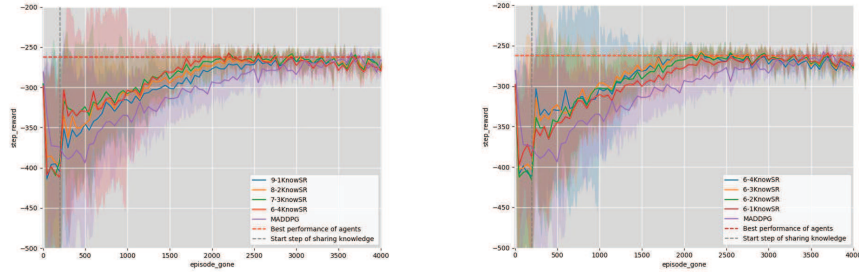 −200
−250
−300
−350
−400
−450
−500
step_reward
0
500
1000
1500
2000
2500
3000
3500
4000
episode_gone
9-1KnowSR
8-2KnowSR
7-3KnowSR
6-4KnowSR
MADDPG
Best performance of agents
Start step of sharing knowledge
−200
−250
−300
−350
−400
−450
−500
step_reward
0
500
1000
1500
2000
2500
3000
3500
4000
episode_gone
6-4KnowSR
6-3KnowSR
6-2KnowSR
6-1KnowSR
MADDPG
Best performance of agents
Start step of sharing knowledge